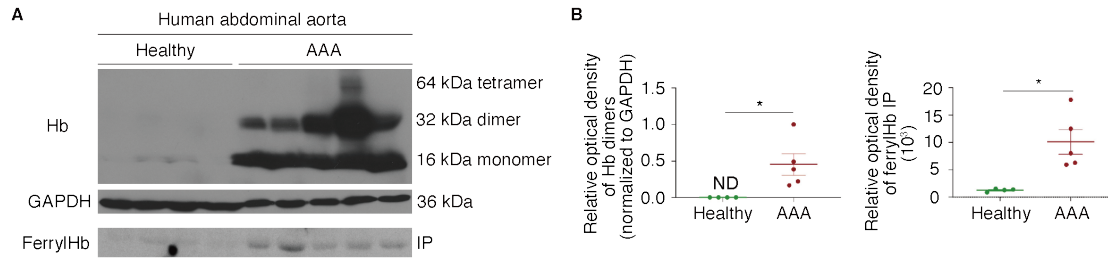 A
Human abdominal aorta
Healthy
AAA
Hb
64 kDa tetramer
32 kDa dimer
16 kDa monomer
GAPDH
36 kDa
FerrylHb
IP
B
Relative optical density
of Hb dimers
(normalized to GAPDH)
1.5
1.0
0.5
0.0
*
ND
Healthy
AAA
Relative optical density
of ferrylHb IP
(10³)
20
15
10
5
0
*
Healthy
AAA